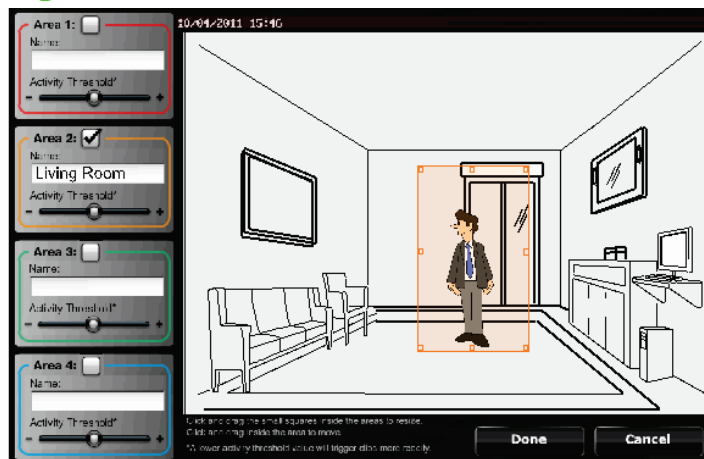 Area 1:
Name:
Activity Threshold*
- +
Area 2:
Name:
Living Room
Activity Threshold*
- +
Area 3:
Name:
Activity Threshold*
- +
Area 4:
Name:
Activity Threshold*
- +
10/04/2011 15:46
Click and drag the small squares inside the areas to resize.
Click and drag inside the area to move.
*A lower activity threshold value will trigger clips more readily.
Done
Cancel